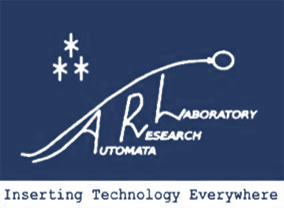 AUTOMATA
RESEARCH
LABORATORY
Inserting Technology Everywhere